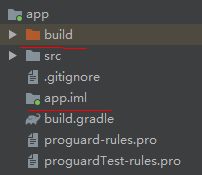 app
build
src
.gitignore
app.iml
build.gradle
proguard-rules.pro
proguardTest-rules.pro